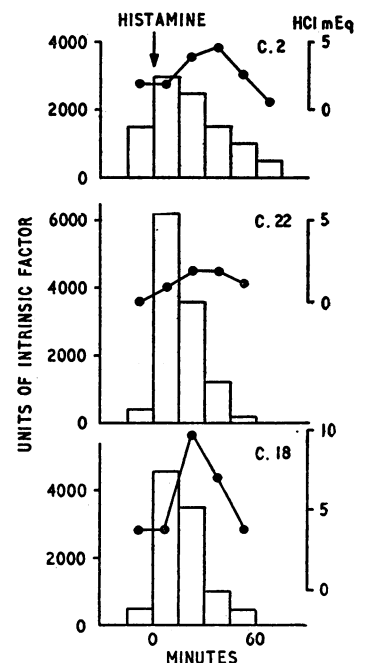 HISTAMINE
HCl mEq
4000
C.2
5
2000
0
0
UNITS OF INTRINSIC FACTOR
6000
C.22
5
4000
0
2000
0
C.18
10
4000
5
2000
0
0
0 60
MINUTES